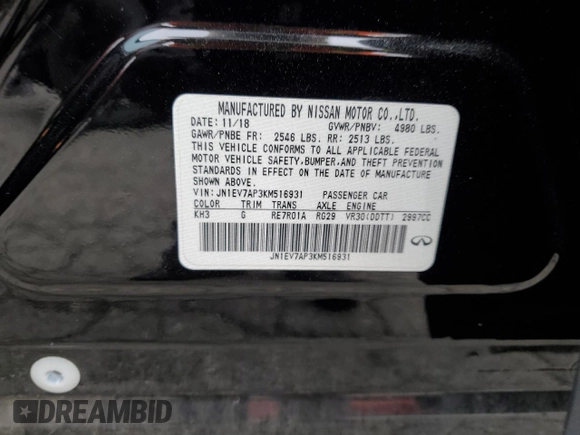 MANUFACTURED BY NISSAN MOTOR CO.,LTD.
DATE: 11/18 GVWR/PNBV: 4980 LBS.
GAWR/PNBE FR: 2546 LBS. RR: 2513 LBS.
THIS VEHICLE CONFORMS TO ALL APPLICABLE FEDERAL
MOTOR VEHICLE SAFETY,BUMPER,AND THEFT PREVENTION
STANDARDS IN EFFECT ON THE DATE OF MANUFACTURE
SHOWN ABOVE.
VIN:JN1EV7AP3KM516931 PASSENGER CAR
COLOR TRIM TRANS AXLE ENGINE
KH3 G RE7R01A RG29 VR30(DDTT) 2997CC
JN1EV7AP3KM516931
DREAMBID